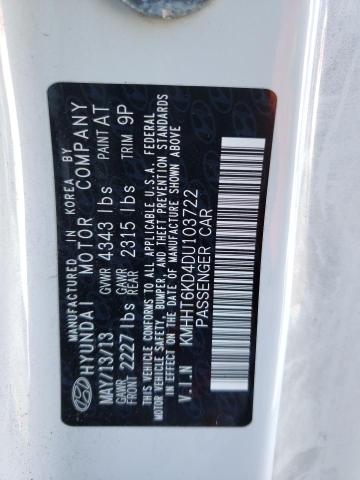 MANUFACTURED IN KOREA BY
HYUNDAI MOTOR COMPANY
MAY/13/13 GVWR 4343 lbs PAINT AT
GAWR FRONT 2227 lbs GAWR REAR 2315 lbs TRIM 9P
THIS VEHICLE CONFORMS TO ALL APPLICABLE U.S.A. FEDERAL
MOTOR VEHICLE SAFETY, BUMPER, AND THEFT PREVENTION
STANDARDS IN EFFECT ON THE DATE OF MANUFACTURE SHOWN ABOVE
V.I.N KMHHT6KD4DU103722
PASSENGER CAR